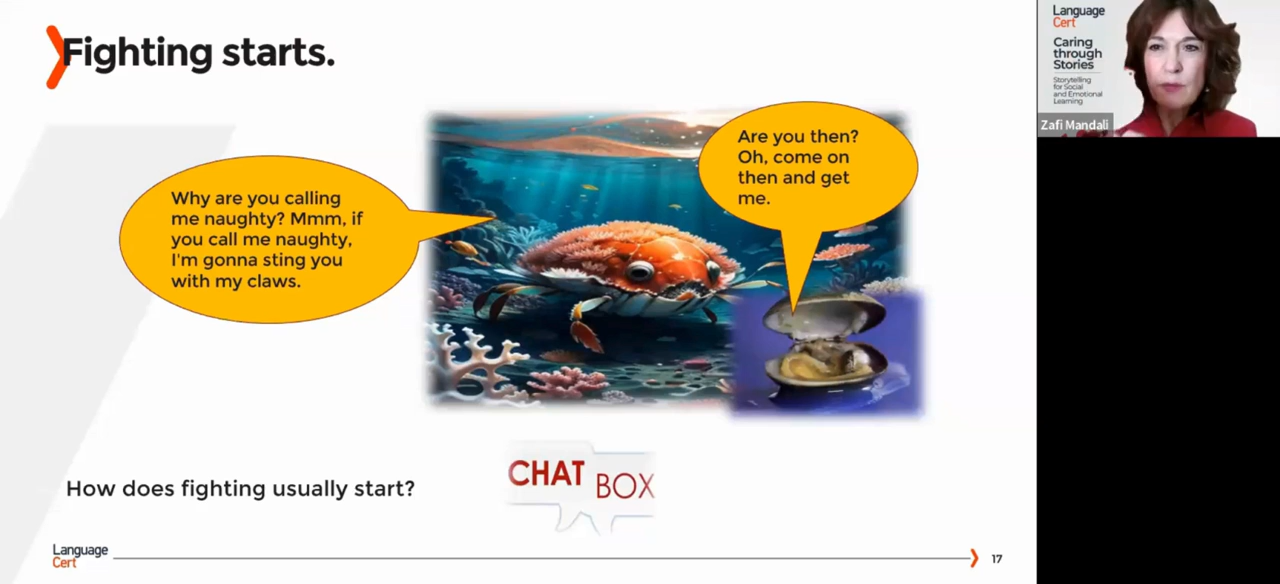 Fighting starts.
Why are you calling
me naughty? Mmm, if
you call me naughty,
I'm gonna sting you
with my claws.
Are you then?
Oh, come on
then and get
me.
How does fighting usually start?
CHAT
BOX
Language
Cert
17
Language
Cert
Caring
through
Stories
Storytelling
for Social
and Emotional
Learning
Zafi Mandali